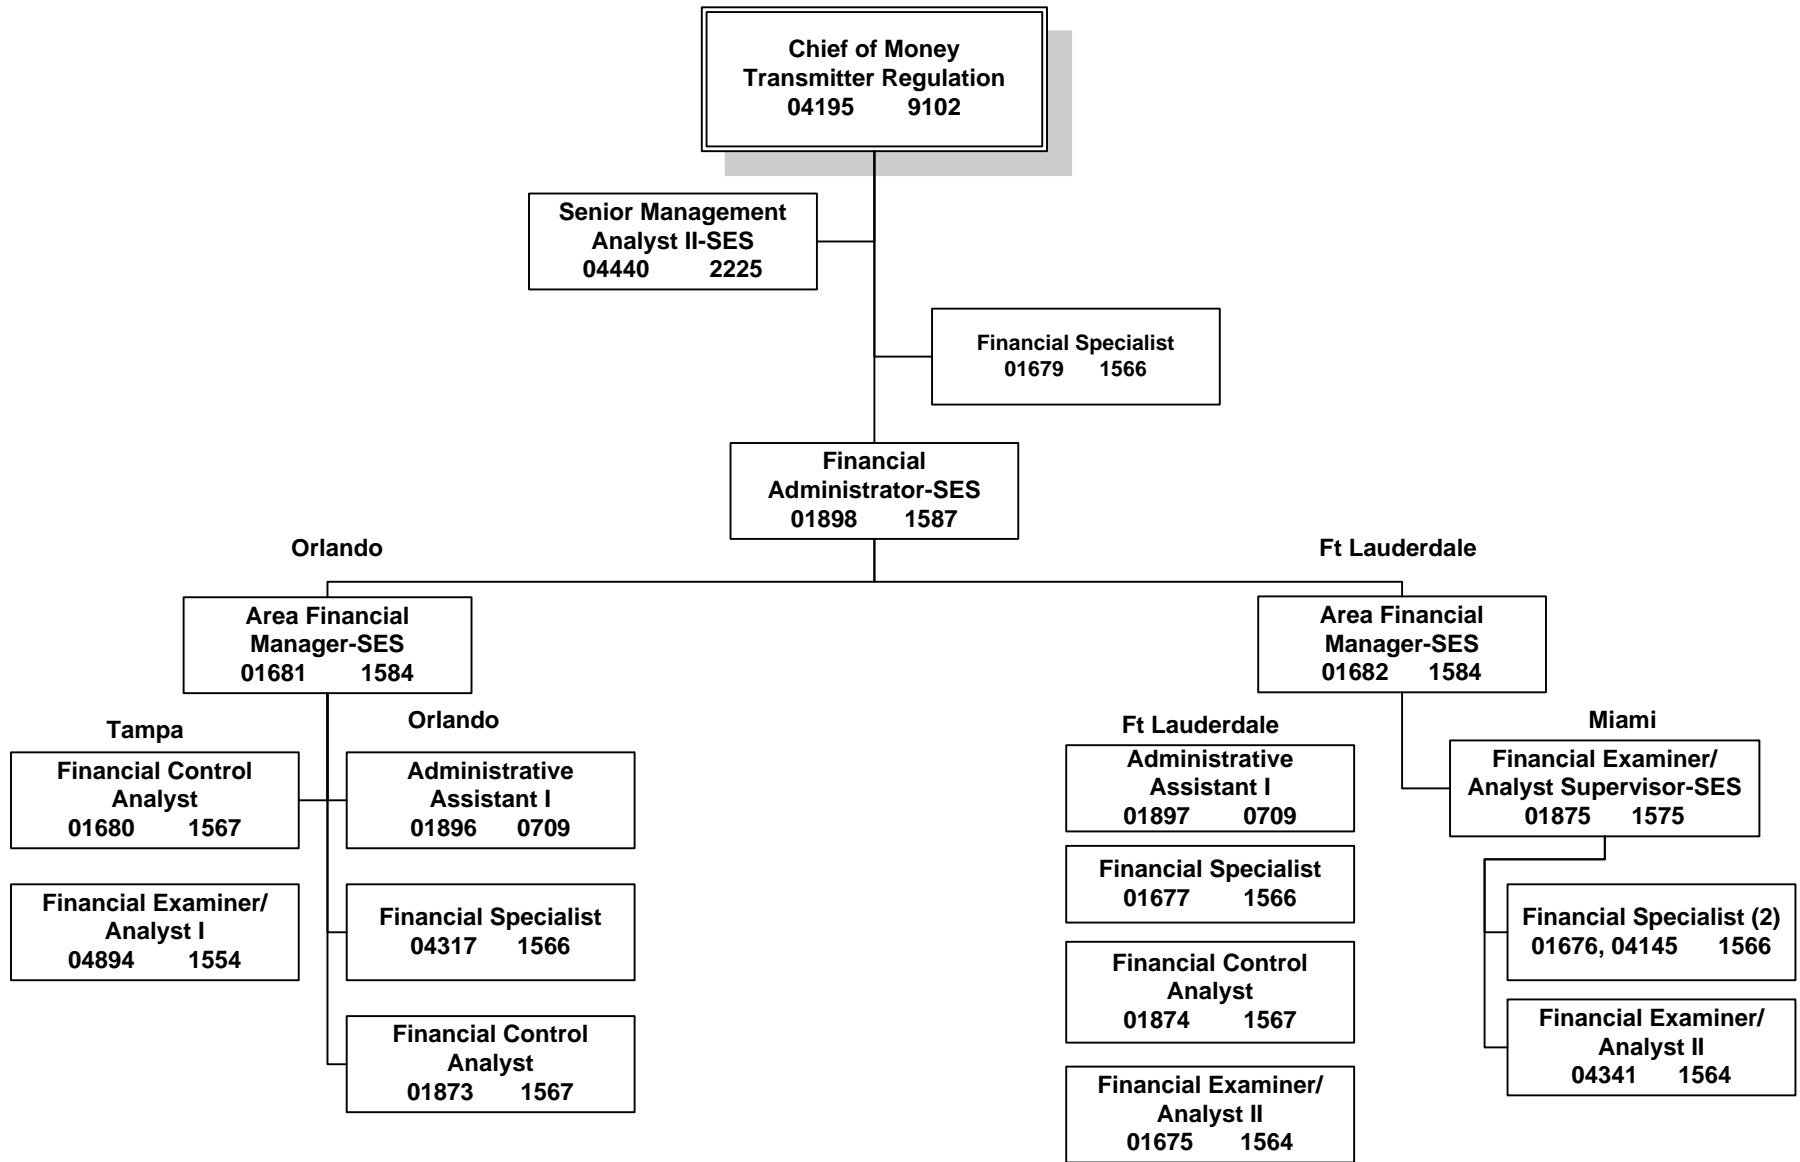 Chief of Money
Transmitter Regulation
04195 9102
Senior Management
Analyst II-SES
04440 2225
Financial Specialist
01679 1566
Financial
Administrator-SES
01898 1587
Orlando
Area Financial
Manager-SES
01681 1584
Tampa
Financial Control
Analyst
01680 1567
Financial Examiner/
Analyst I
04894 1554
Orlando
Administrative
Assistant I
01896 0709
Financial Specialist
04317 1566
Financial Control
Analyst
01873 1567
Ft Lauderdale
Area Financial
Manager-SES
01682 1584
Ft Lauderdale
Administrative
Assistant I
01897 0709
Financial Specialist
01677 1566
Financial Control
Analyst
01874 1567
Financial Examiner/
Analyst II
01675 1564
Miami
Financial Examiner/
Analyst Supervisor-SES
01875 1575
Financial Specialist (2)
01676, 04145 1566
Financial Examiner/
Analyst II
04341 1564